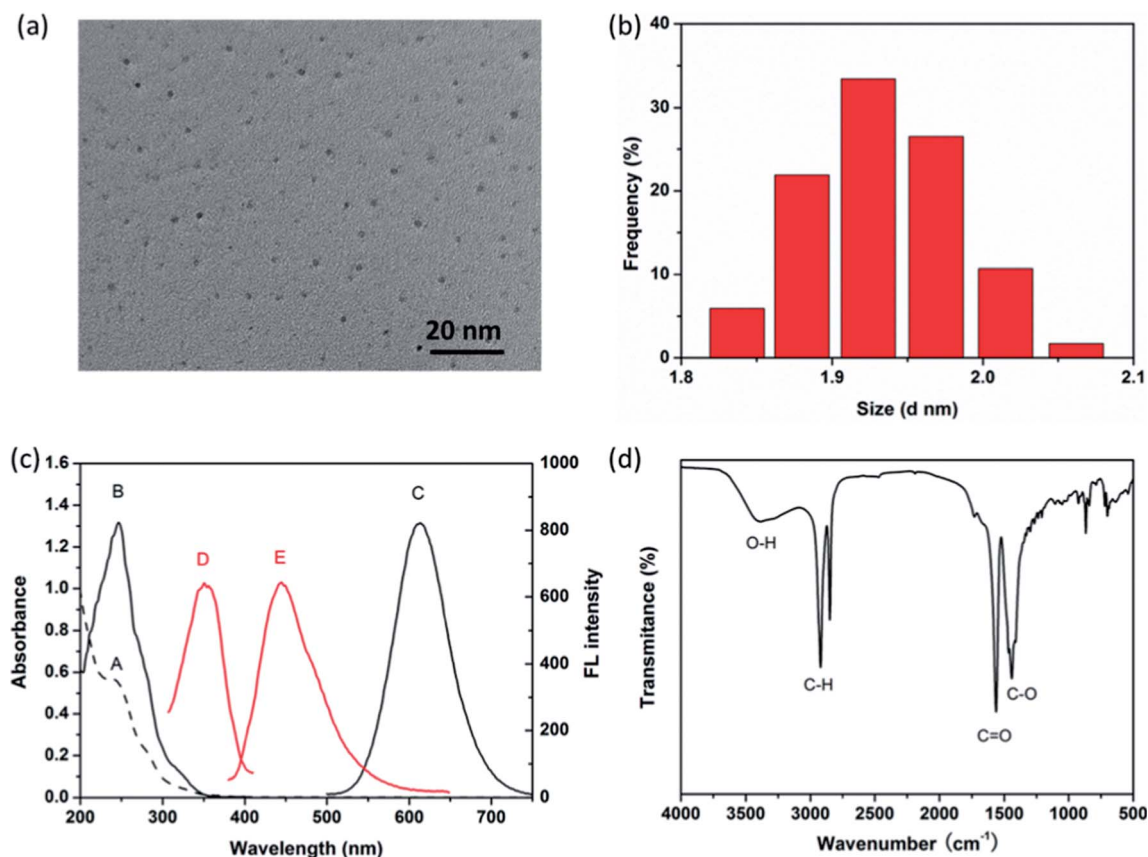 (a)
20 nm
(b)
40
30
20
10
0
Frequency (%)
1.8
1.9
2.0
2.1
Size (d nm)
(c)
1.6
1.4
1.2
1.0
0.8
0.6
0.4
0.2
0.0
Absorbance
A
B
C
D
E
1000
800
600
400
200
0
FL intensity
200
300
400
500
600
700
Wavelength (nm)
(d)
Transmitance (%)
O-H
C-H
C=O
C-O
4000
3500
3000
2500
2000
1500
1000
500
Wavenumber (cm⁻¹)